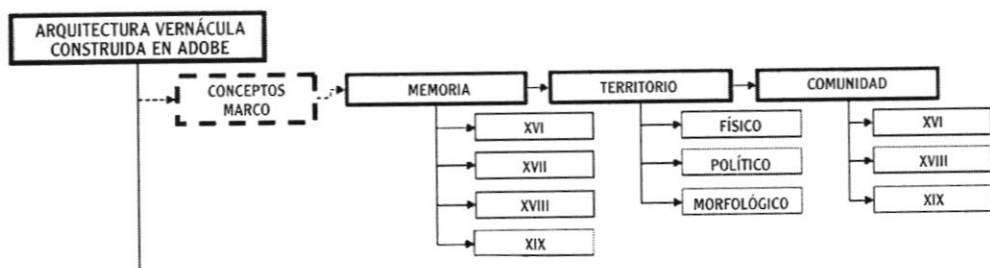 ARQUITECTURA VERNÁCULA
CONSTRUIDA EN ADOBE
CONCEPTOS
MARCO
MEMORIA
TERRITORIO
COMUNIDAD
XVI
XVII
XVIII
XIX
FÍSICO
POLÍTICO
MORFOLÓGICO
XVI
XVIII
XIX